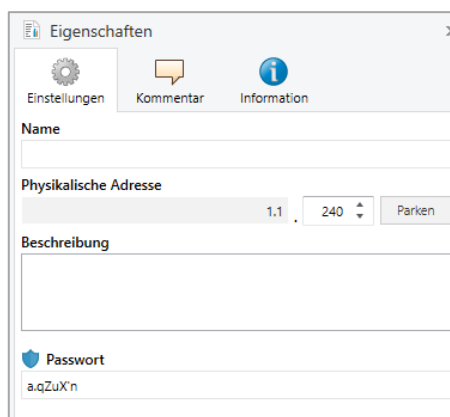 Eigenschaften
Einstellungen Kommentar Information
Name
Physikalische Adresse
1.1 . 240 Parken
Beschreibung
Passwort
a.qZuX'n